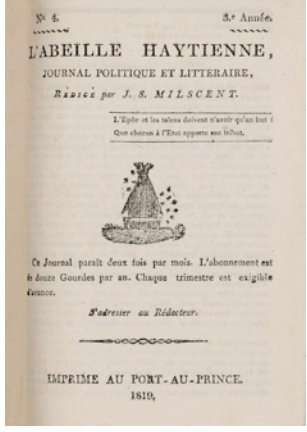 Nº 4. 3.e Année.
L'ABEILLE HAYTIENNE,
JOURNAL POLITIQUE ET LITTERAIRE,
RÉDIGÉ par J. S. MILSCENT.
L'Epée et les talens doivent n'avoir qu'un but
Que chacun à l'Etat apporte son tribut.
Ce Journal paraît deux fois par mois. L'abonnement est
de douze Gourdes par an. Chaque trimestre est exigible
d'avance.
S'adresser au Rédacteur.
IMPRIMÉ AU PORT-AU-PRINCE.
1819.